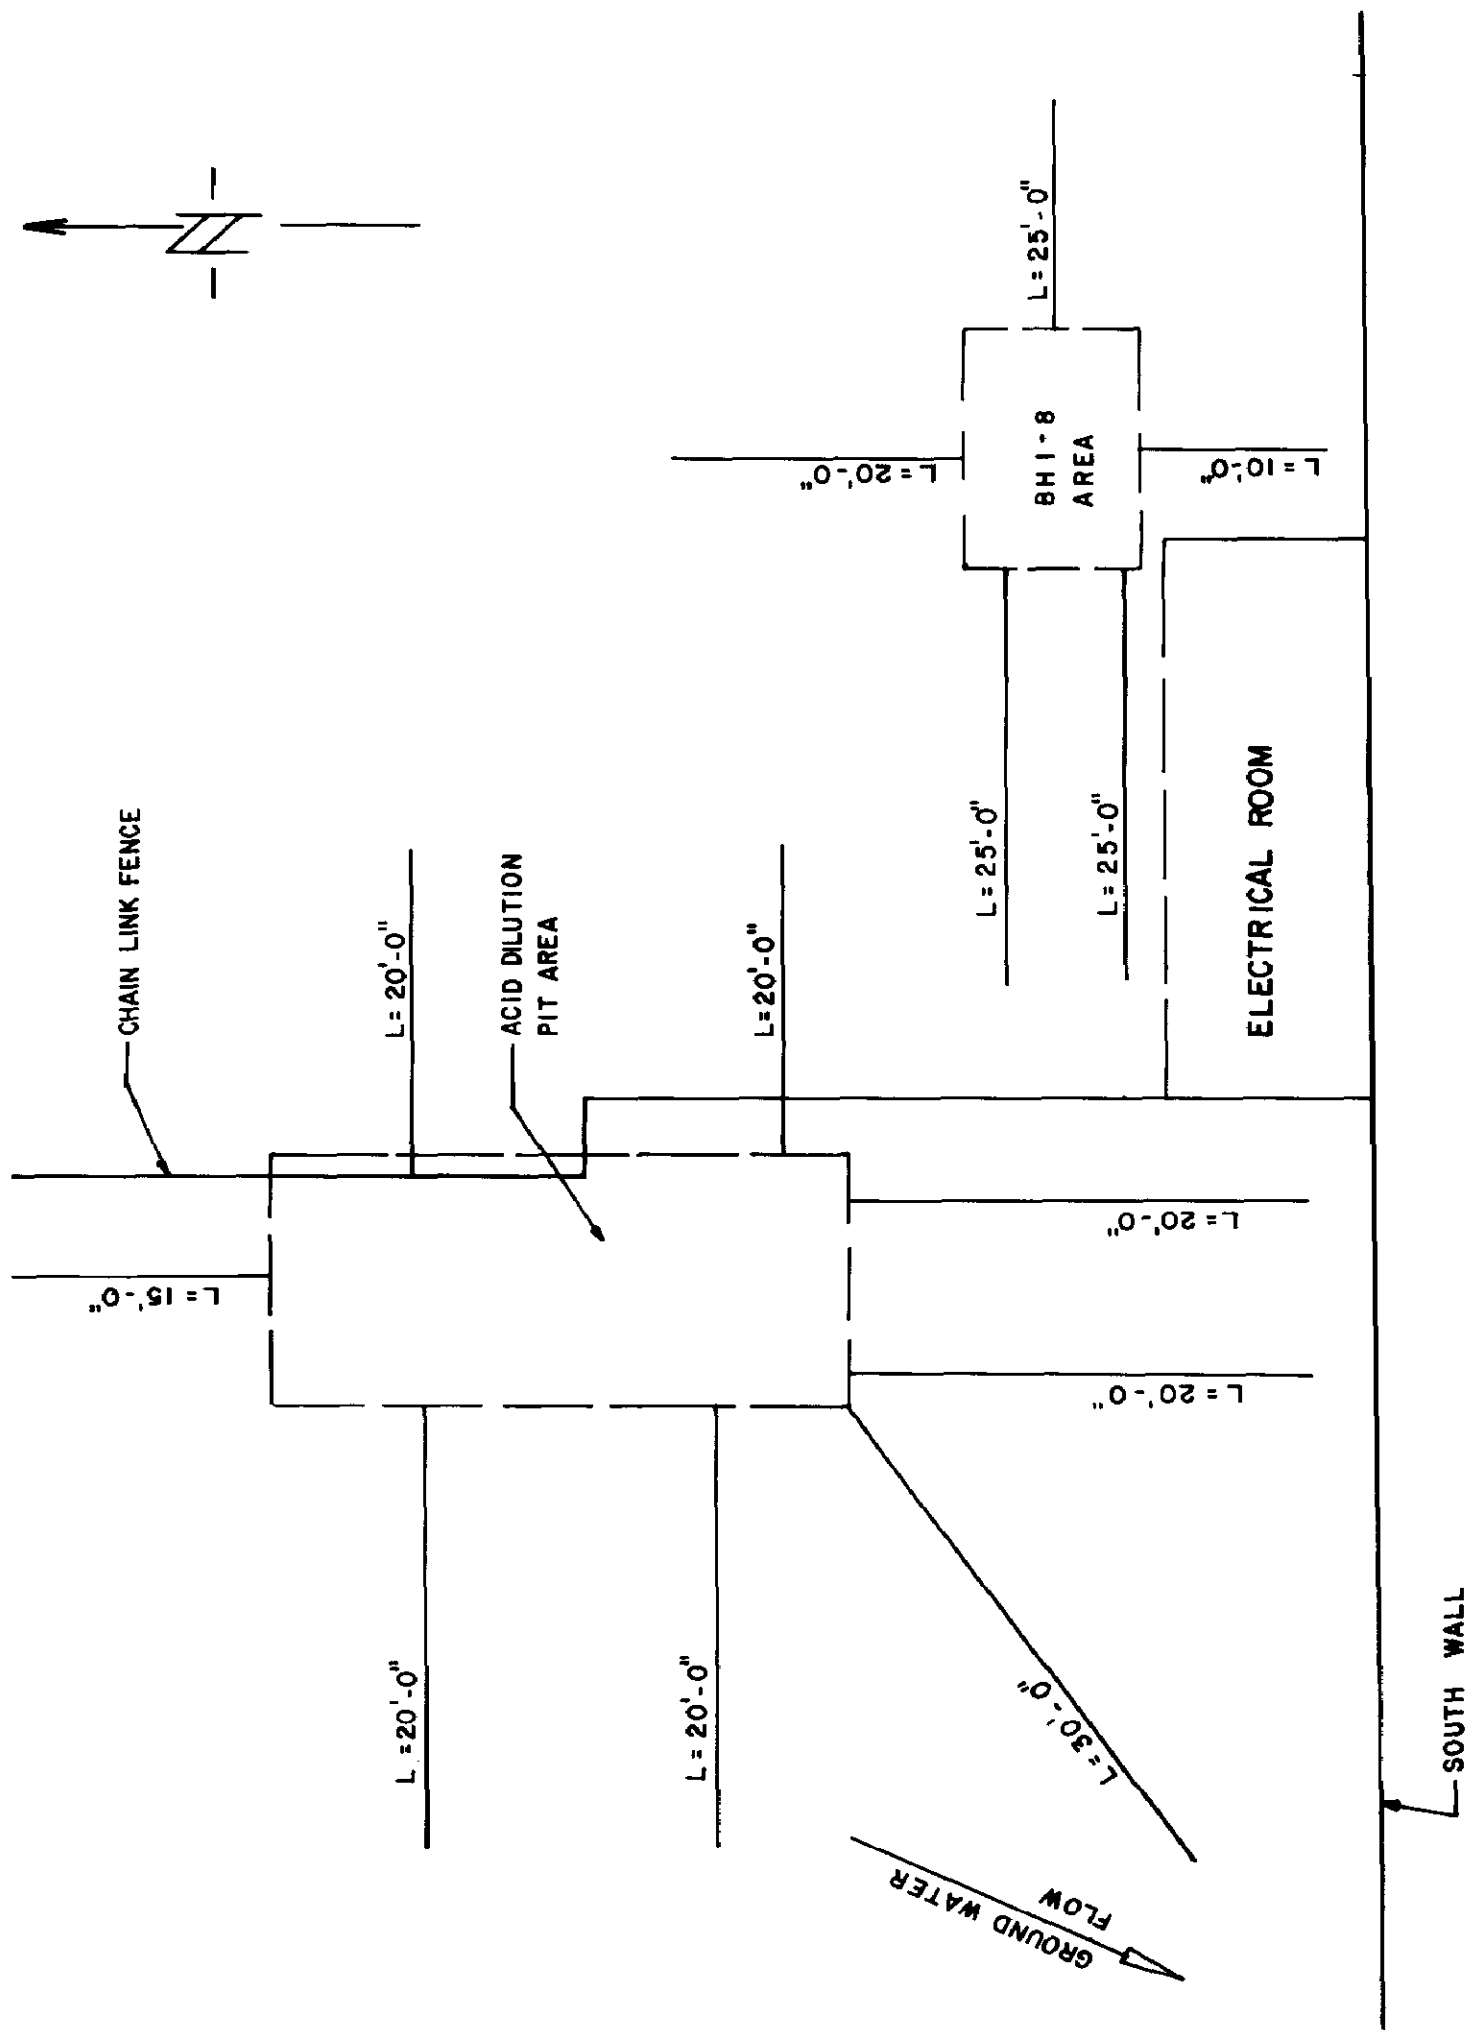 CHAIN LINK FENCE
L = 20'-0"
ACID DILUTION
PIT AREA
L = 20'-0"
L = 15'-0"
L = 20'-0"
L = 20'-0"
L = 20'-0"
L = 20'-0"
L = 30'-0"
GROUND WATER
FLOW
L = 25'-0"
L = 20'-0"
BH1-8
AREA
L = 10'-0"
L = 25'-0"
L = 25'-0"
ELECTRICAL ROOM
SOUTH WALL